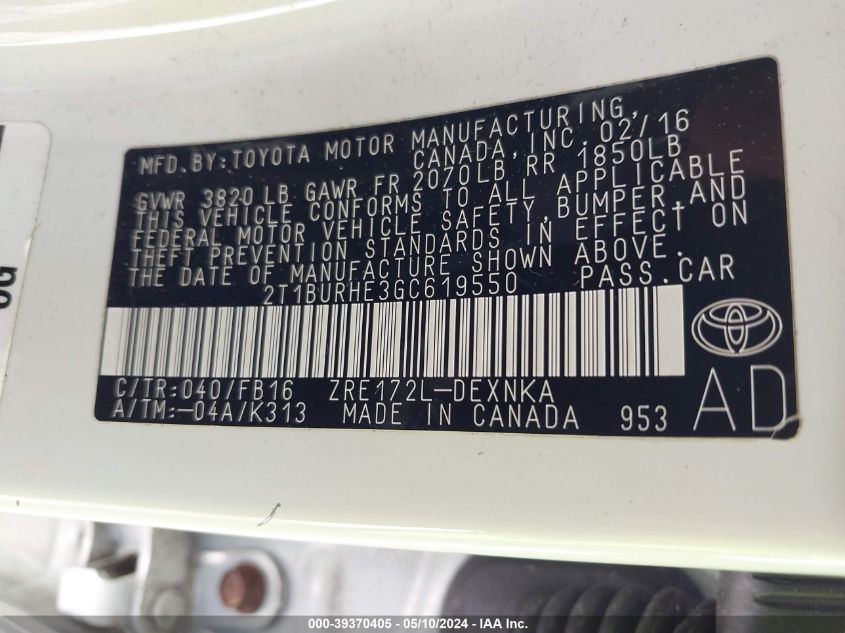 MFD.BY:TOYOTA MOTOR MANUFACTURING,
CANADA,INC. 02/16
GVWR 3820 LB GAWR FR 2070LB RR 1850LB
THIS VEHICLE CONFORMS TO ALL APPLICABLE
FEDERAL MOTOR VEHICLE SAFETY,BUMPER,AND
THEFT PREVENTION STANDARDS IN EFFECT ON
THE DATE OF MANUFACTURE SHOWN ABOVE.
2T1BURHE3GC619550 PASS.CAR
C/TR:040/FB16 ZRE172L-DEXNKA
A/TM:-04A/K313 MADE IN CANADA 953 AD
000-39370405 - 05/10/2024 - IAA Inc.